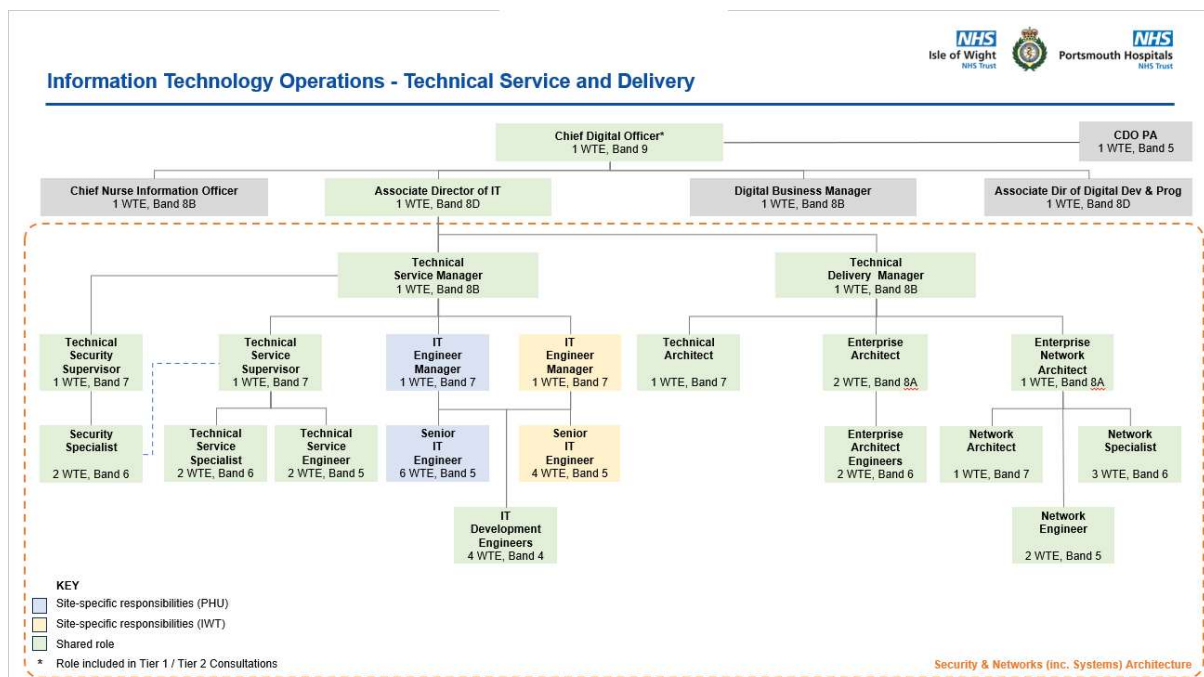 NHS
Isle of Wight
NHS Trust
NHS
Portsmouth Hospitals
NHS Trust
Information Technology Operations - Technical Service and Delivery
Chief Digital Officer*
1 WTE, Band 9
CDO PA
1 WTE, Band 5
Chief Nurse Information Officer
1 WTE, Band 8B
Associate Director of IT
1 WTE, Band 8D
Digital Business Manager
1 WTE, Band 8B
Associate Dir of Digital Dev & Prog
1 WTE, Band 8D
Technical
Service Manager
1 WTE, Band 8B
Technical
Delivery Manager
1 WTE, Band 8B
Technical
Security
Supervisor
1 WTE, Band 7
Technical
Service
Supervisor
1 WTE, Band 7
IT
Engineer
Manager
1 WTE, Band 7
IT
Engineer
Manager
1 WTE, Band 7
Technical
Architect
1 WTE, Band 7
Enterprise
Architect
2 WTE, Band 8A
Enterprise
Network
Architect
1 WTE, Band 8A
Security
Specialist
2 WTE, Band 6
Technical
Service
Specialist
2 WTE, Band 6
Technical
Service
Engineer
2 WTE, Band 5
Senior
IT
Engineer
6 WTE, Band 5
Senior
IT
Engineer
4 WTE, Band 5
Enterprise
Architect
Engineers
2 WTE, Band 6
Network
Architect
1 WTE, Band 7
Network
Specialist
3 WTE, Band 6
IT
Development
Engineers
4 WTE, Band 4
Network
Engineer
2 WTE, Band 5
KEY
Site-specific responsibilities (PHU)
Site-specific responsibilities (IWT)
Shared role
* Role included in Tier 1 / Tier 2 Consultations
Security & Networks (inc. Systems) Architecture